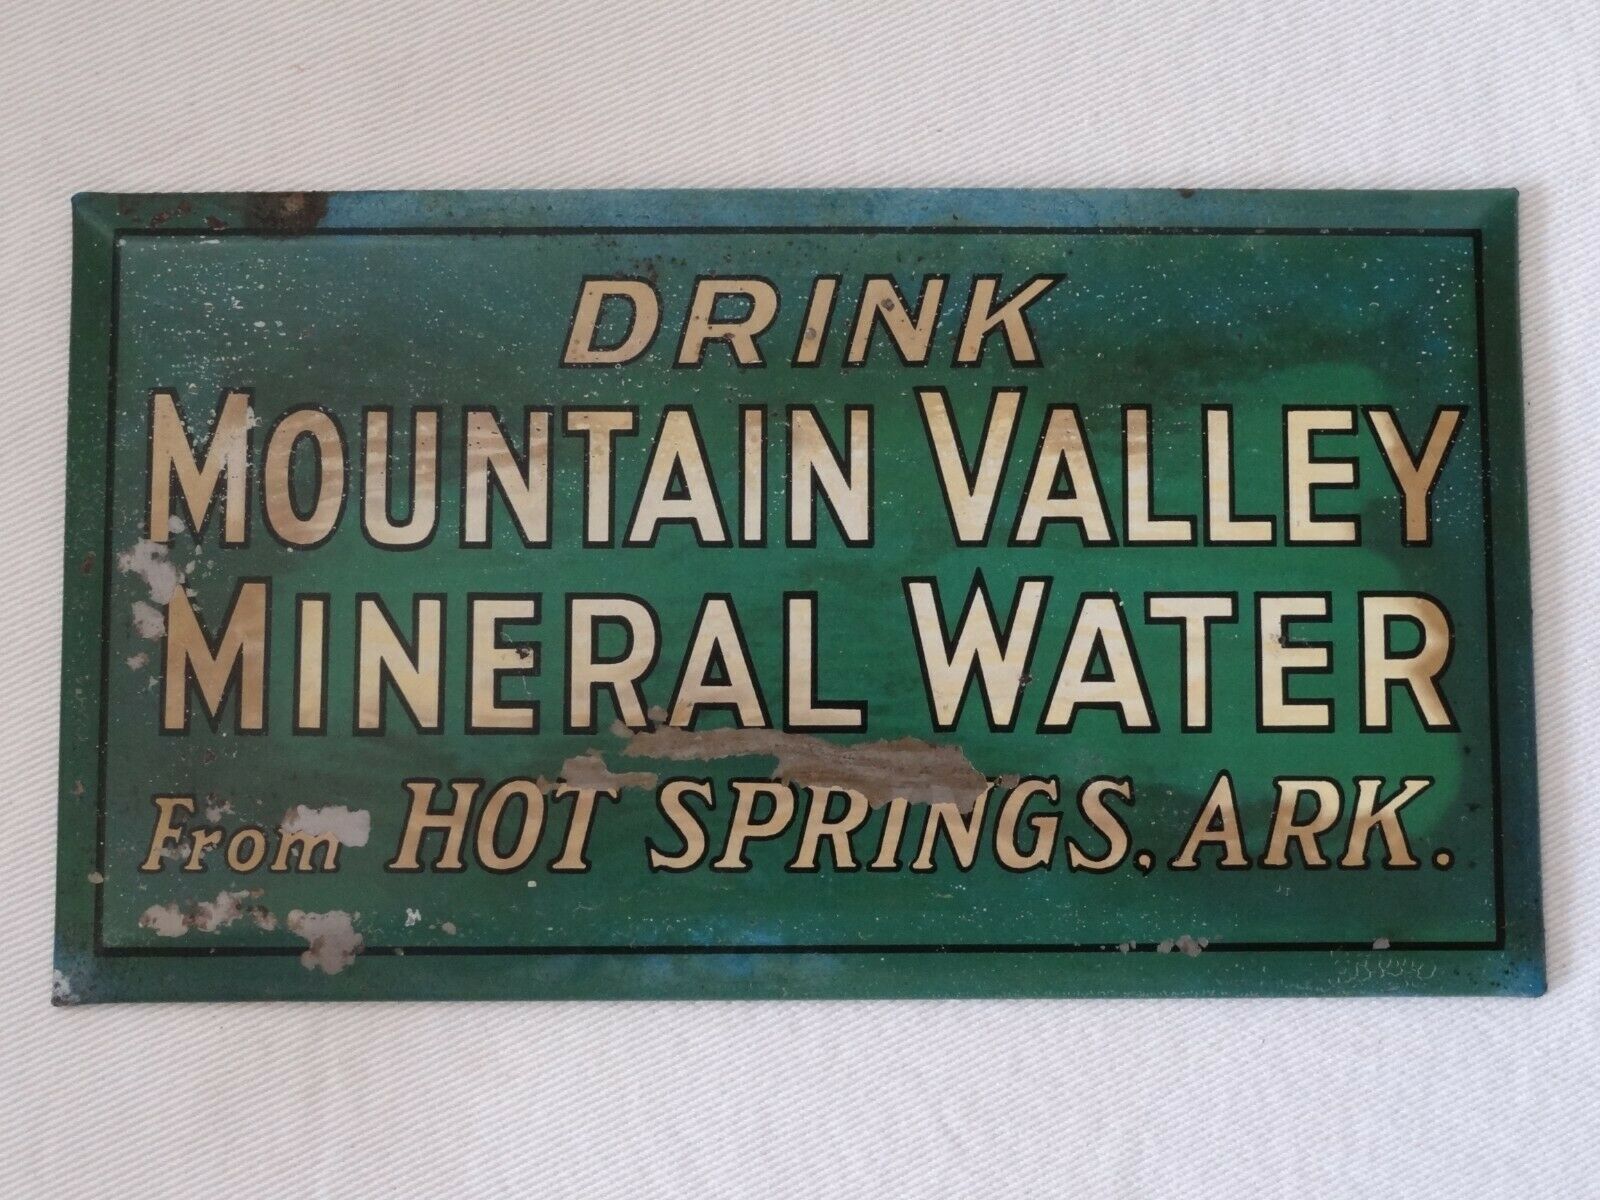 DRINK
MOUNTAIN VALLEY
MINERAL WATER
From HOT SPRINGS, ARK.